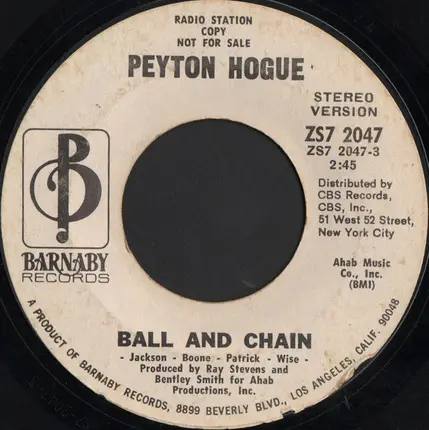 RADIO STATION
COPY
NOT FOR SALE
PEYTON HOGUE
STEREO
VERSION
ZS7 2047
ZS7 2047-3
2:45
Distributed by
CBS Records,
CBS, Inc.,
51 West 52 Street,
New York City
Ahab Music
Co., Inc.
(BMI)
B
BARNABY
RECORDS
BALL AND CHAIN
- Jackson - Boone - Patrick - Wise -
Produced by Ray Stevens and
Bentley Smith for Ahab
Productions, Inc.
A PRODUCT OF BARNABY RECORDS, 8899 BEVERLY BLVD., LOS ANGELES, CALIF. 90048